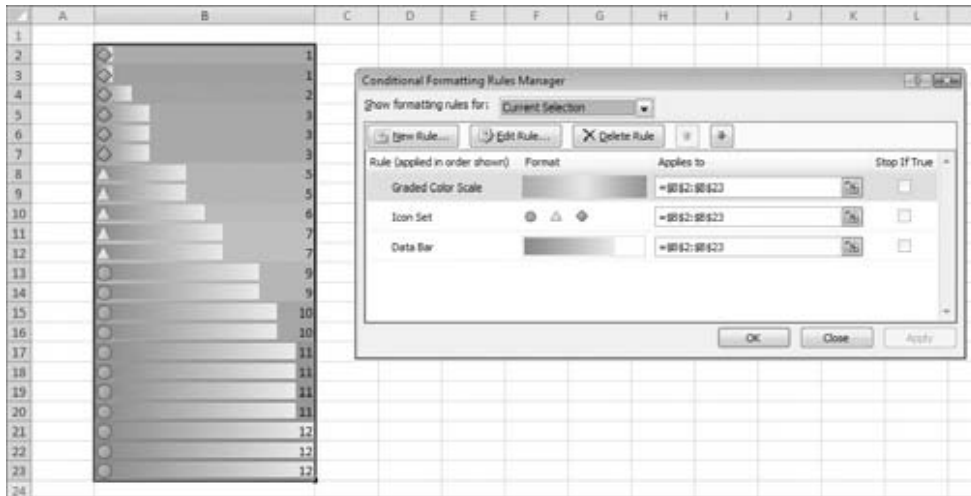 A B C D E F G H I J K L
1
2 1
3 1
4 2
5 3
6 3
7 3
8 5
9 5
10 6
11 7
12 7
13 9
14 9
15 10
16 10
17 11
18 11
19 11
20 11
21 12
22 12
23 12
24
Conditional Formatting Rules Manager
Show formatting rules for: Current Selection
New Rule... Edit Rule... Delete Rule
Rule (applied in order shown) Format Applies to Stop If True
Graded Color Scale =$B$2:$B$23
Icon Set =$B$2:$B$23
Data Bar =$B$2:$B$23
OK Close Apply